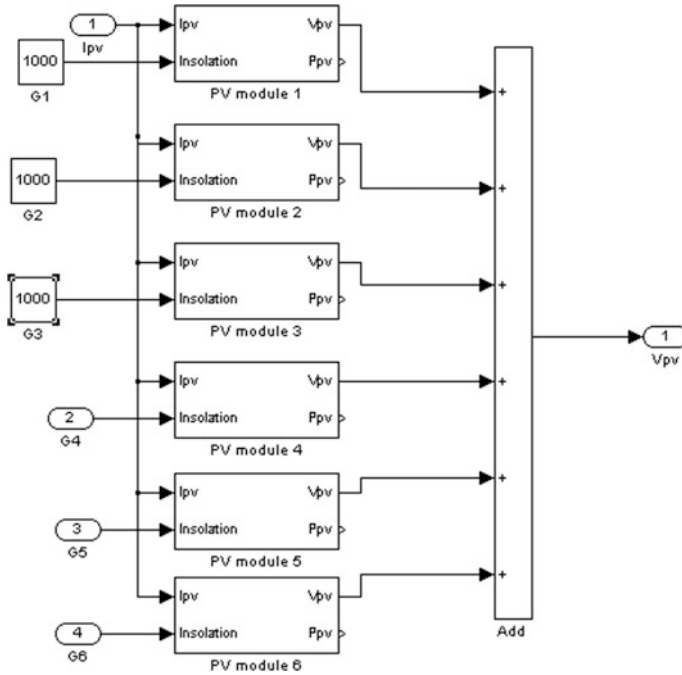 1
Ipv
1000
G1
Ipv
Vpv
Insolation
Ppv
PV module 1
+
1000
G2
Ipv
Vpv
Insolation
Ppv
PV module 2
+
1000
G3
Ipv
Vpv
Insolation
Ppv
PV module 3
+
2
G4
Ipv
Vpv
Insolation
Ppv
PV module 4
+
3
G5
Ipv
Vpv
Insolation
Ppv
PV module 5
+
4
G6
Ipv
Vpv
Insolation
Ppv
PV module 6
+
Add
1
Vpv